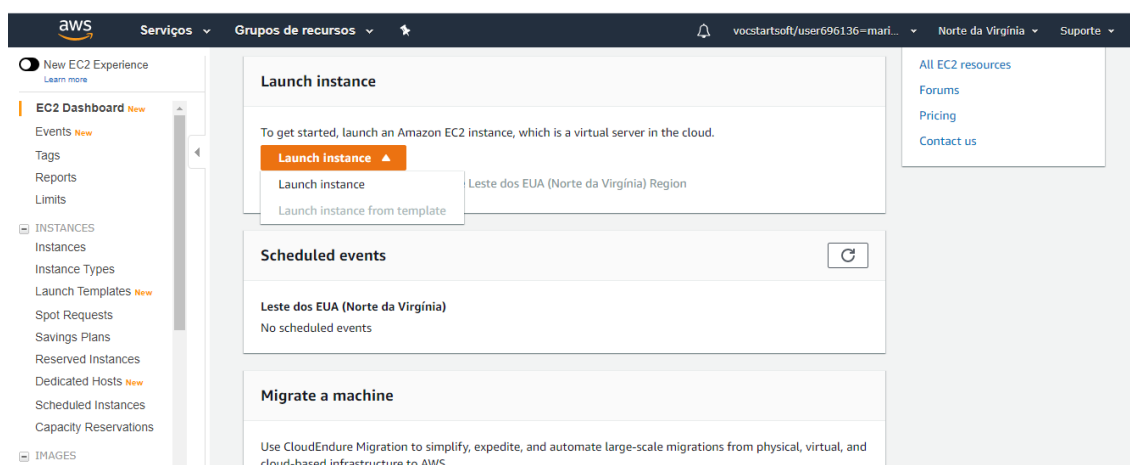 aws Serviços Grupos de recursos vocstartsoft/user696136=mari... Norte da Virgínia Suporte
New EC2 Experience
Learn more
EC2 Dashboard New
Events New
Tags
Reports
Limits
INSTANCES
Instances
Instance Types
Launch Templates New
Spot Requests
Savings Plans
Reserved Instances
Dedicated Hosts New
Scheduled Instances
Capacity Reservations
IMAGES
Launch instance
To get started, launch an Amazon EC2 instance, which is a virtual server in the cloud.
Launch instance
Launch instance
Leste dos EUA (Norte da Virgínia) Region
Launch instance from template
Scheduled events
Leste dos EUA (Norte da Virgínia)
No scheduled events
Migrate a machine
Use CloudEndure Migration to simplify, expedite, and automate large-scale migrations from physical, virtual, and
cloud-based infrastructure to AWS
All EC2 resources
Forums
Pricing
Contact us